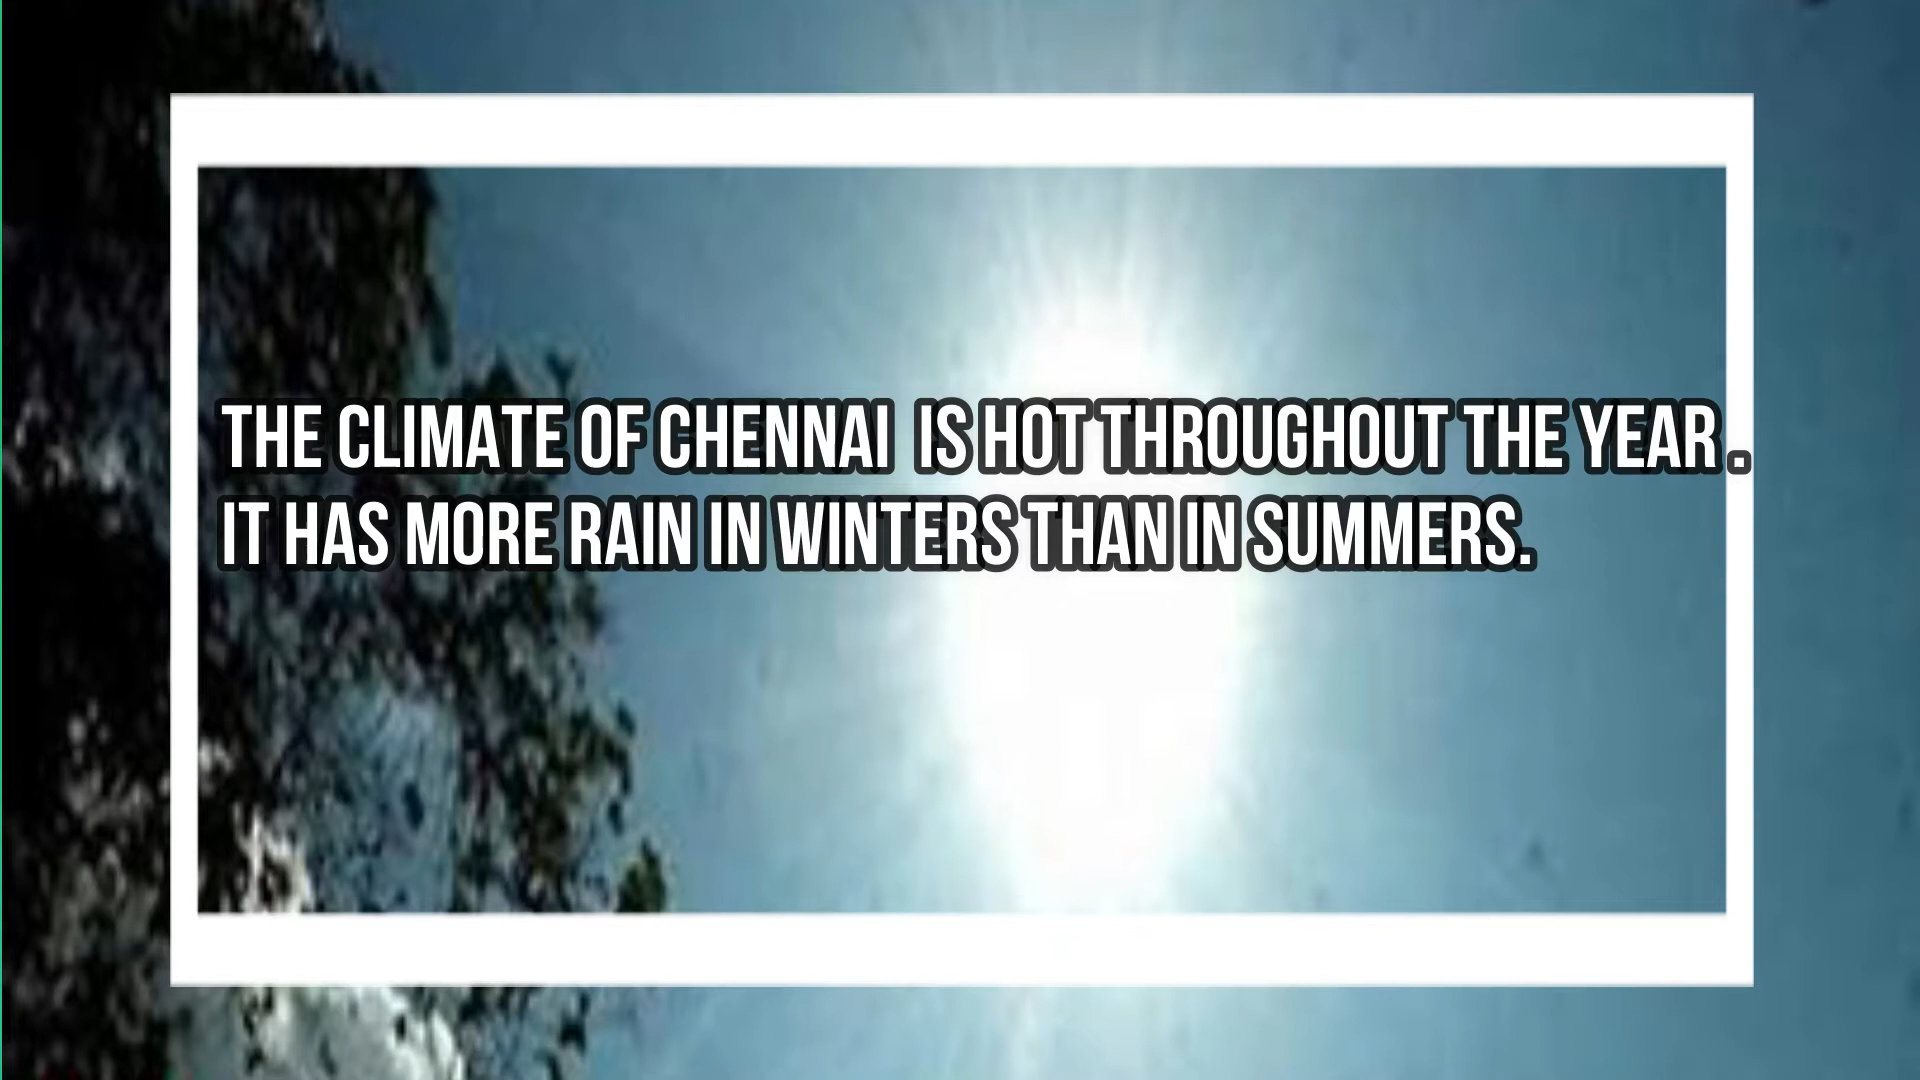 THE CLIMATE OF CHENNAI IS HOT THROUGHOUT THE YEAR .
IT HAS MORE RAIN IN WINTERS THAN IN SUMMERS.